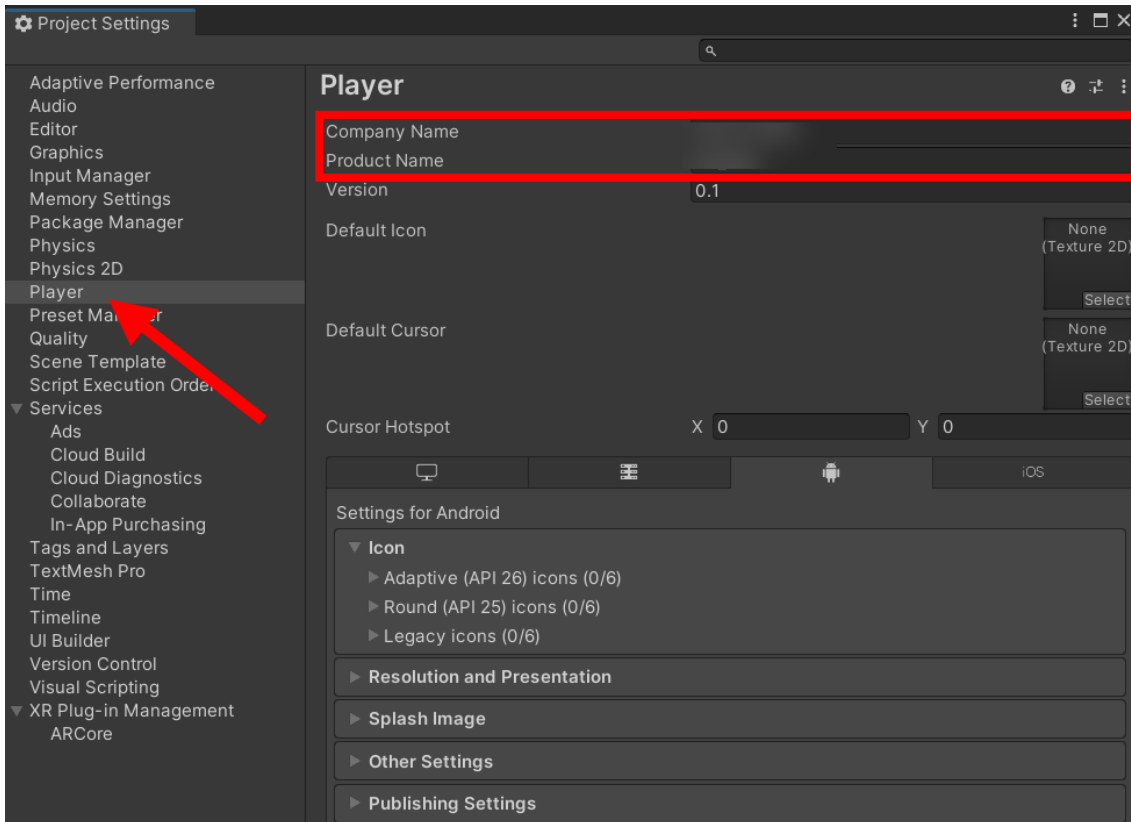 Project Settings
Adaptive Performance
Audio
Editor
Graphics
Input Manager
Memory Settings
Package Manager
Physics
Physics 2D
Player
Preset
Quality
Scene Template
Script Execution
Services
Ads
Cloud Build
Cloud Diagnostics
Collaborate
In-App Purchasing
Tags and Layers
TextMesh Pro
Time
Timeline
UI Builder
Version Control
Visual Scripting
XR Plug-in Management
ARCore
Player
Company Name
Product Name
Version 0.1
Default Icon
None
(Texture 2D)
Select
Default Cursor
None
(Texture 2D)
Select
Cursor Hotspot X 0 Y 0
iOS
Settings for Android
Icon
Adaptive (API 26) icons (0/6)
Round (API 25) icons (0/6)
Legacy icons (0/6)
Resolution and Presentation
Splash Image
Other Settings
Publishing Settings